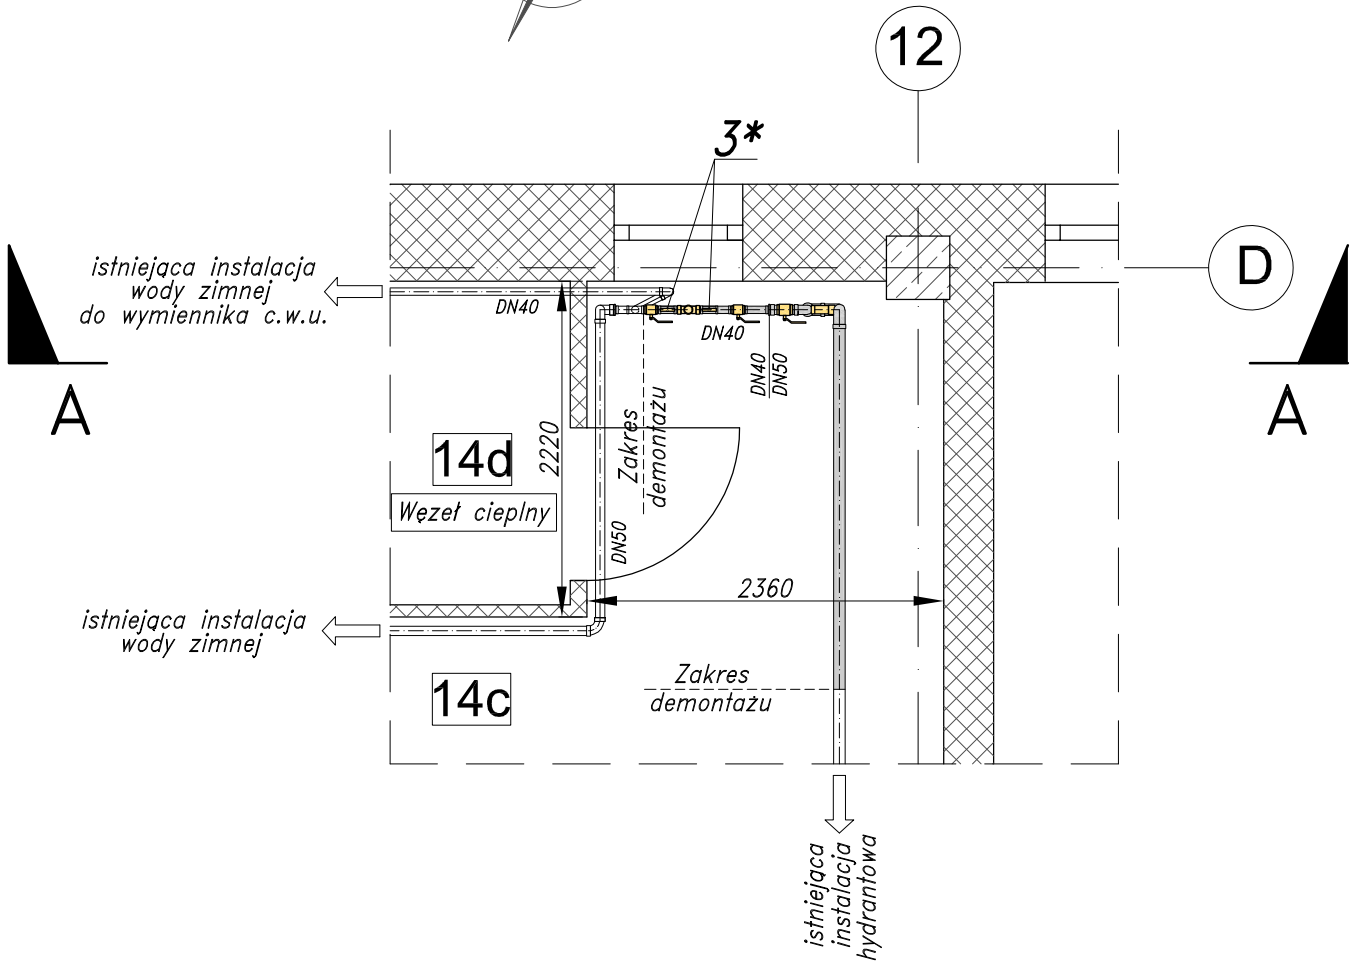 12
3*
D
istniejąca instalacja
wody zimnej
do wymiennika c.w.u.
DN40
DN40
DN40
DN50
A
A
Zakres
demontażu
2220
14d
Węzeł cieplny
DN50
2360
istniejąca instalacja
wody zimnej
14c
Zakres
demontażu
istniejąca
instalacja
hydrantowa